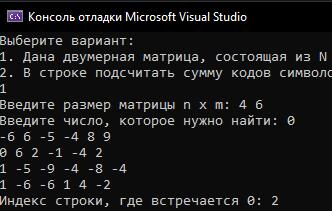 Консоль отладки Microsoft Visual Studio
Выберите вариант:
1. Дана двумерная матрица, состоящая из N
2. В строке подсчитать сумму кодов символо
1
Введите размер матрицы n x m: 4 6
Введите число, которое нужно найти: 0
-6 6 -5 -4 8 9
0 6 2 -1 -4 2
1 -5 -9 -4 -8 -4
1 -6 -6 1 4 -2
Индекс строки, где встречается 0: 2